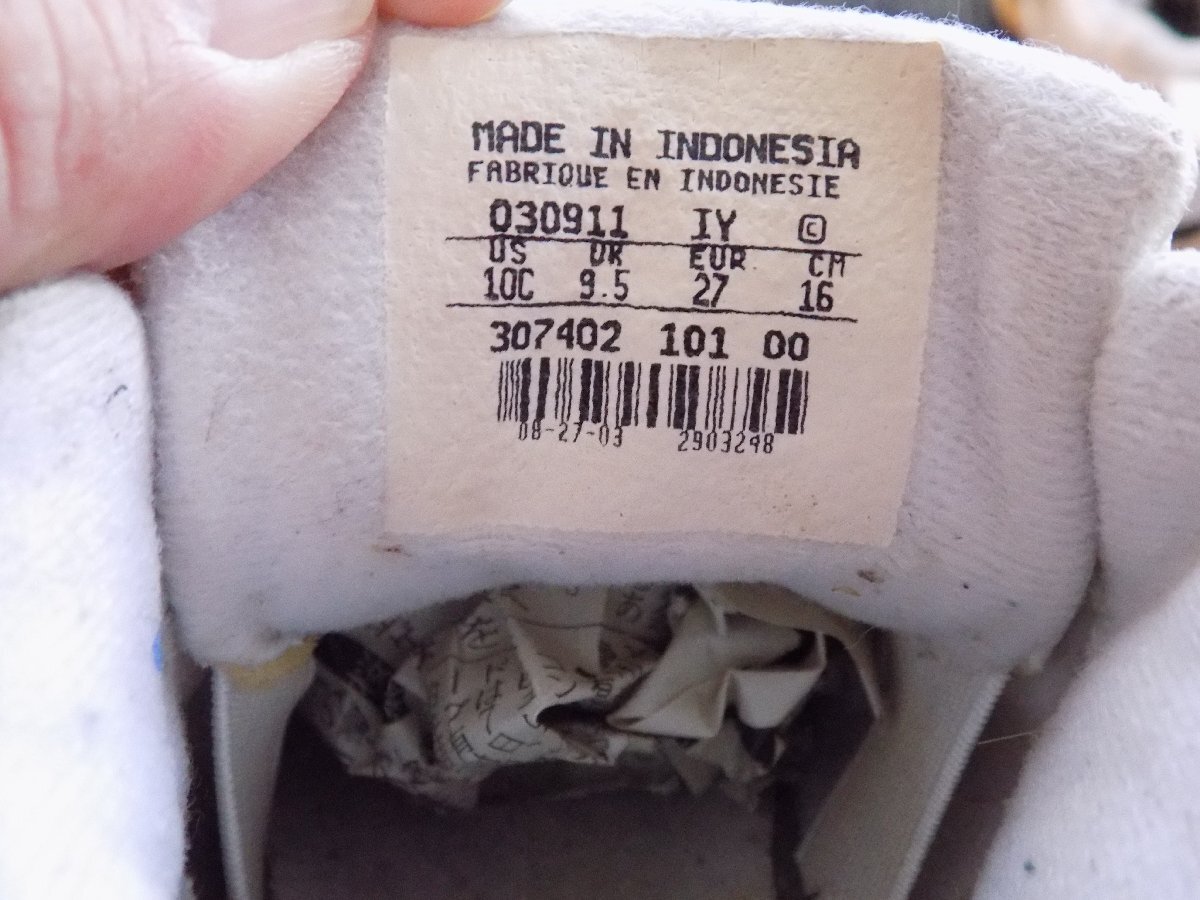 MADE IN INDONESIA
FABRIQUE EN INDONESIE
030911 IY ©
US UK EUR CM
10C 9.5 27 16
307402 101 00
08-27-03 2903248